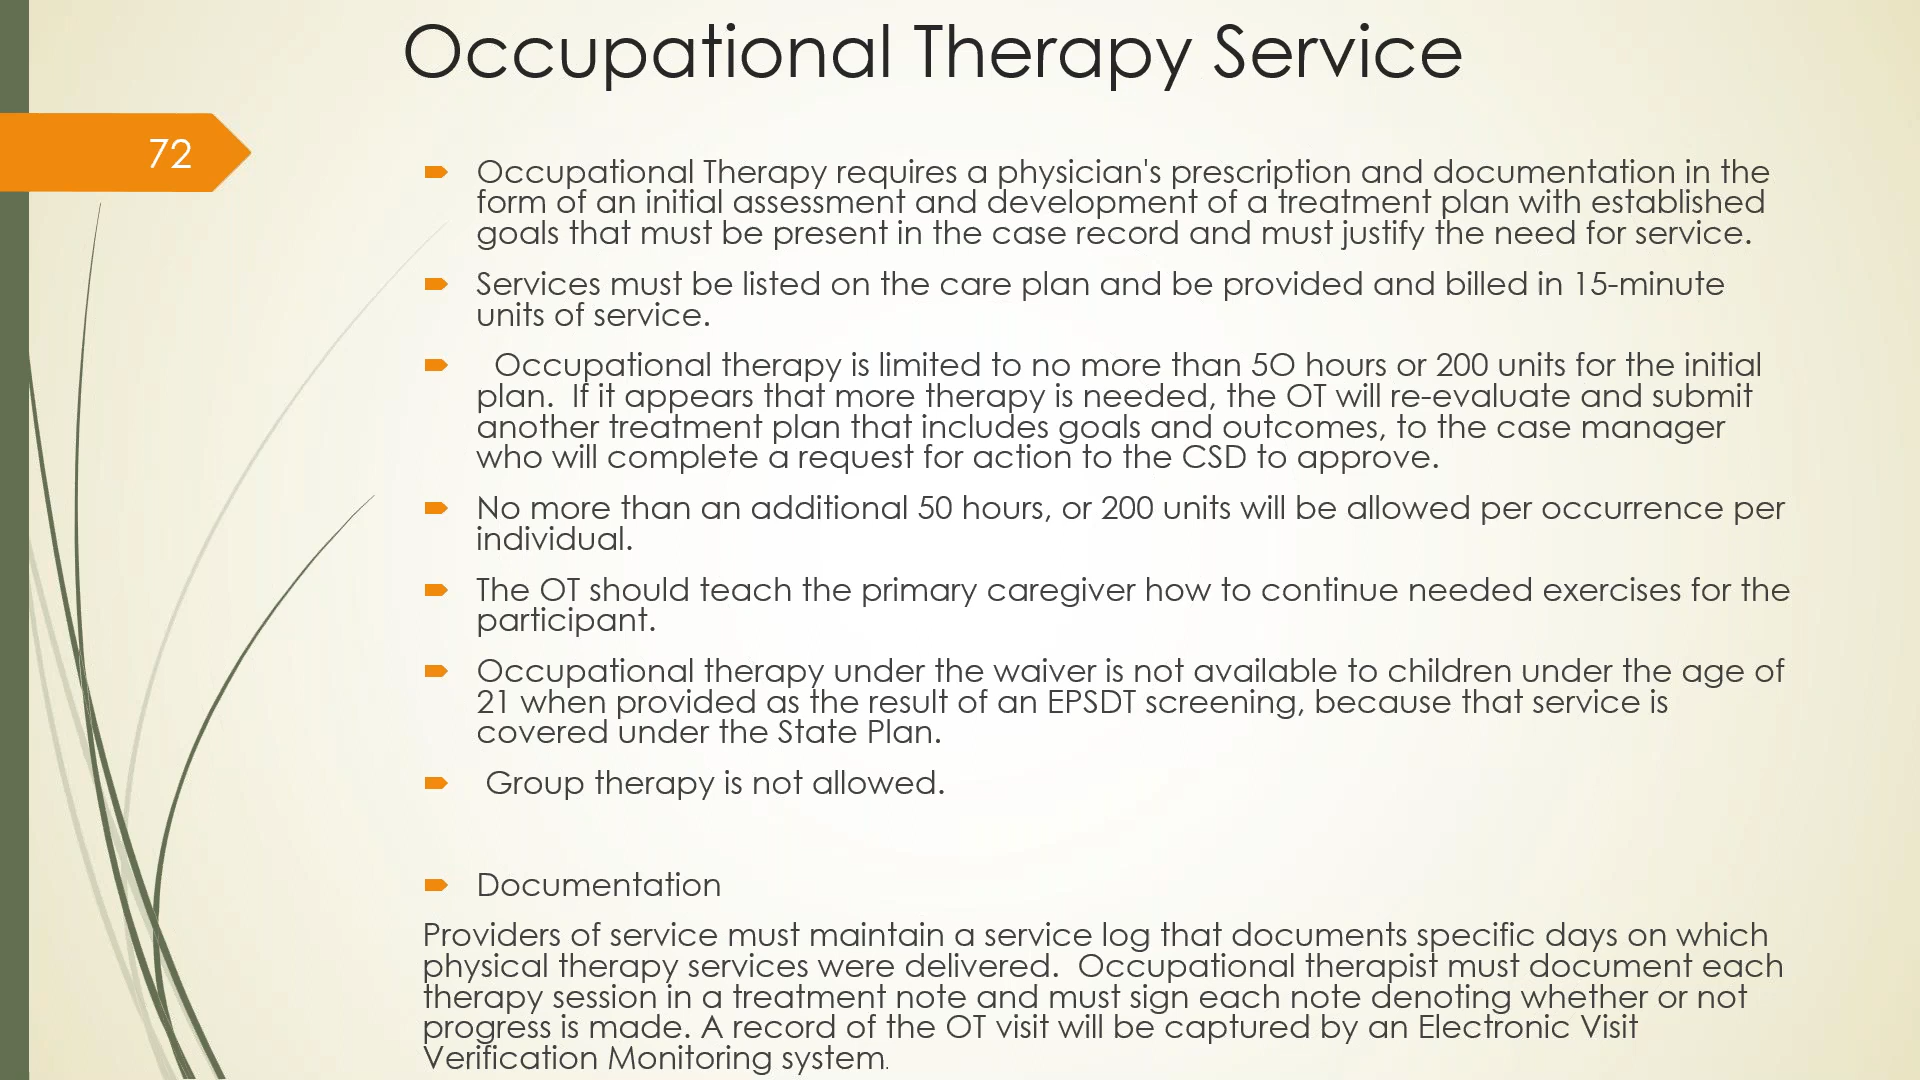 Occupational Therapy Service
72
Occupational Therapy requires a physician's prescription and documentation in the
form of an initial assessment and development of a treatment plan with established
goals that must be present in the case record and must justify the need for service.
Services must be listed on the care plan and be provided and billed in 15-minute
units of service.
Occupational therapy is limited to no more than 5O hours or 200 units for the initial
plan.  If it appears that more therapy is needed, the OT will re-evaluate and submit
another treatment plan that includes goals and outcomes, to the case manager
who will complete a request for action to the CSD to approve.
No more than an additional 50 hours, or 200 units will be allowed per occurrence per
individual.
The OT should teach the primary caregiver how to continue needed exercises for the
participant.
Occupational therapy under the waiver is not available to children under the age of
21 when provided as the result of an EPSDT screening, because that service is
covered under the State Plan.
Group therapy is not allowed.
Documentation
Providers of service must maintain a service log that documents specific days on which
physical therapy services were delivered.  Occupational therapist must document each
therapy session in a treatment note and must sign each note denoting whether or not
progress is made. A record of the OT visit will be captured by an Electronic Visit
Verification Monitoring system.